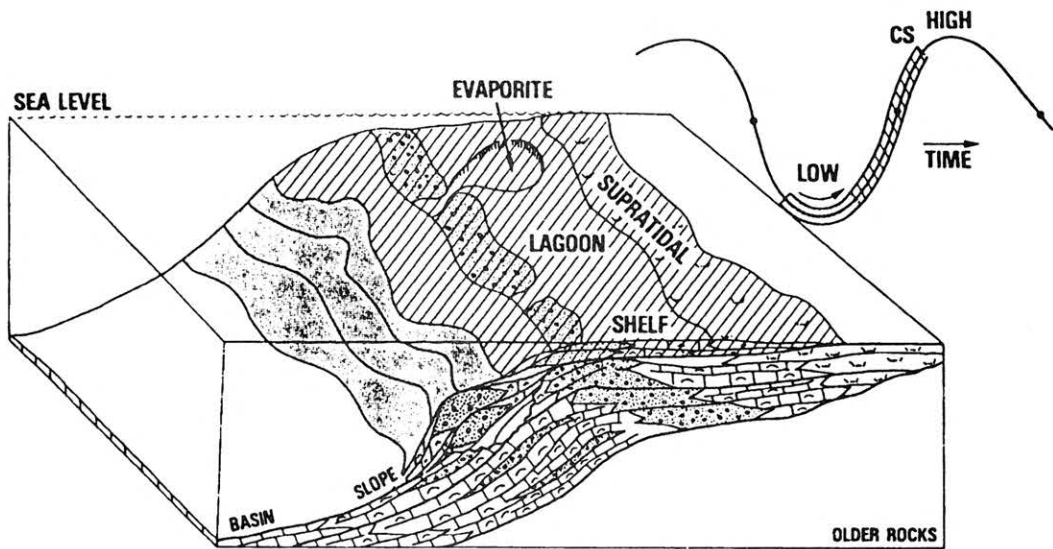 HIGH
CS
SEA LEVEL
EVAPORITE
LOW
TIME
SUPRATIDAL
LAGOON
SHELF
SLOPE
BASIN
OLDER ROCKS